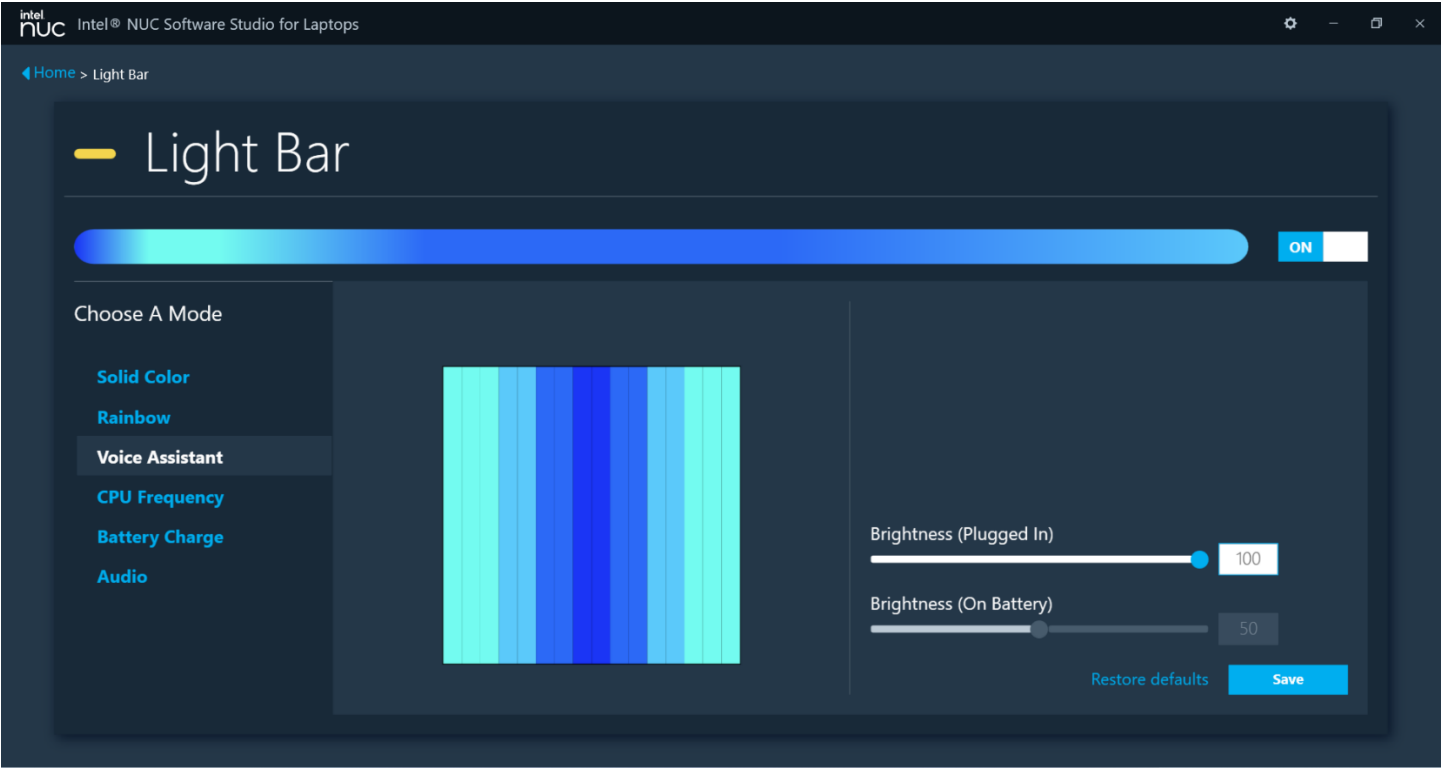 intel
nuc Intel® NUC Software Studio for Laptops
Home > Light Bar
Light Bar
ON
Choose A Mode
Solid Color
Rainbow
Voice Assistant
CPU Frequency
Battery Charge
Audio
Brightness (Plugged In)
100
Brightness (On Battery)
50
Restore defaults Save